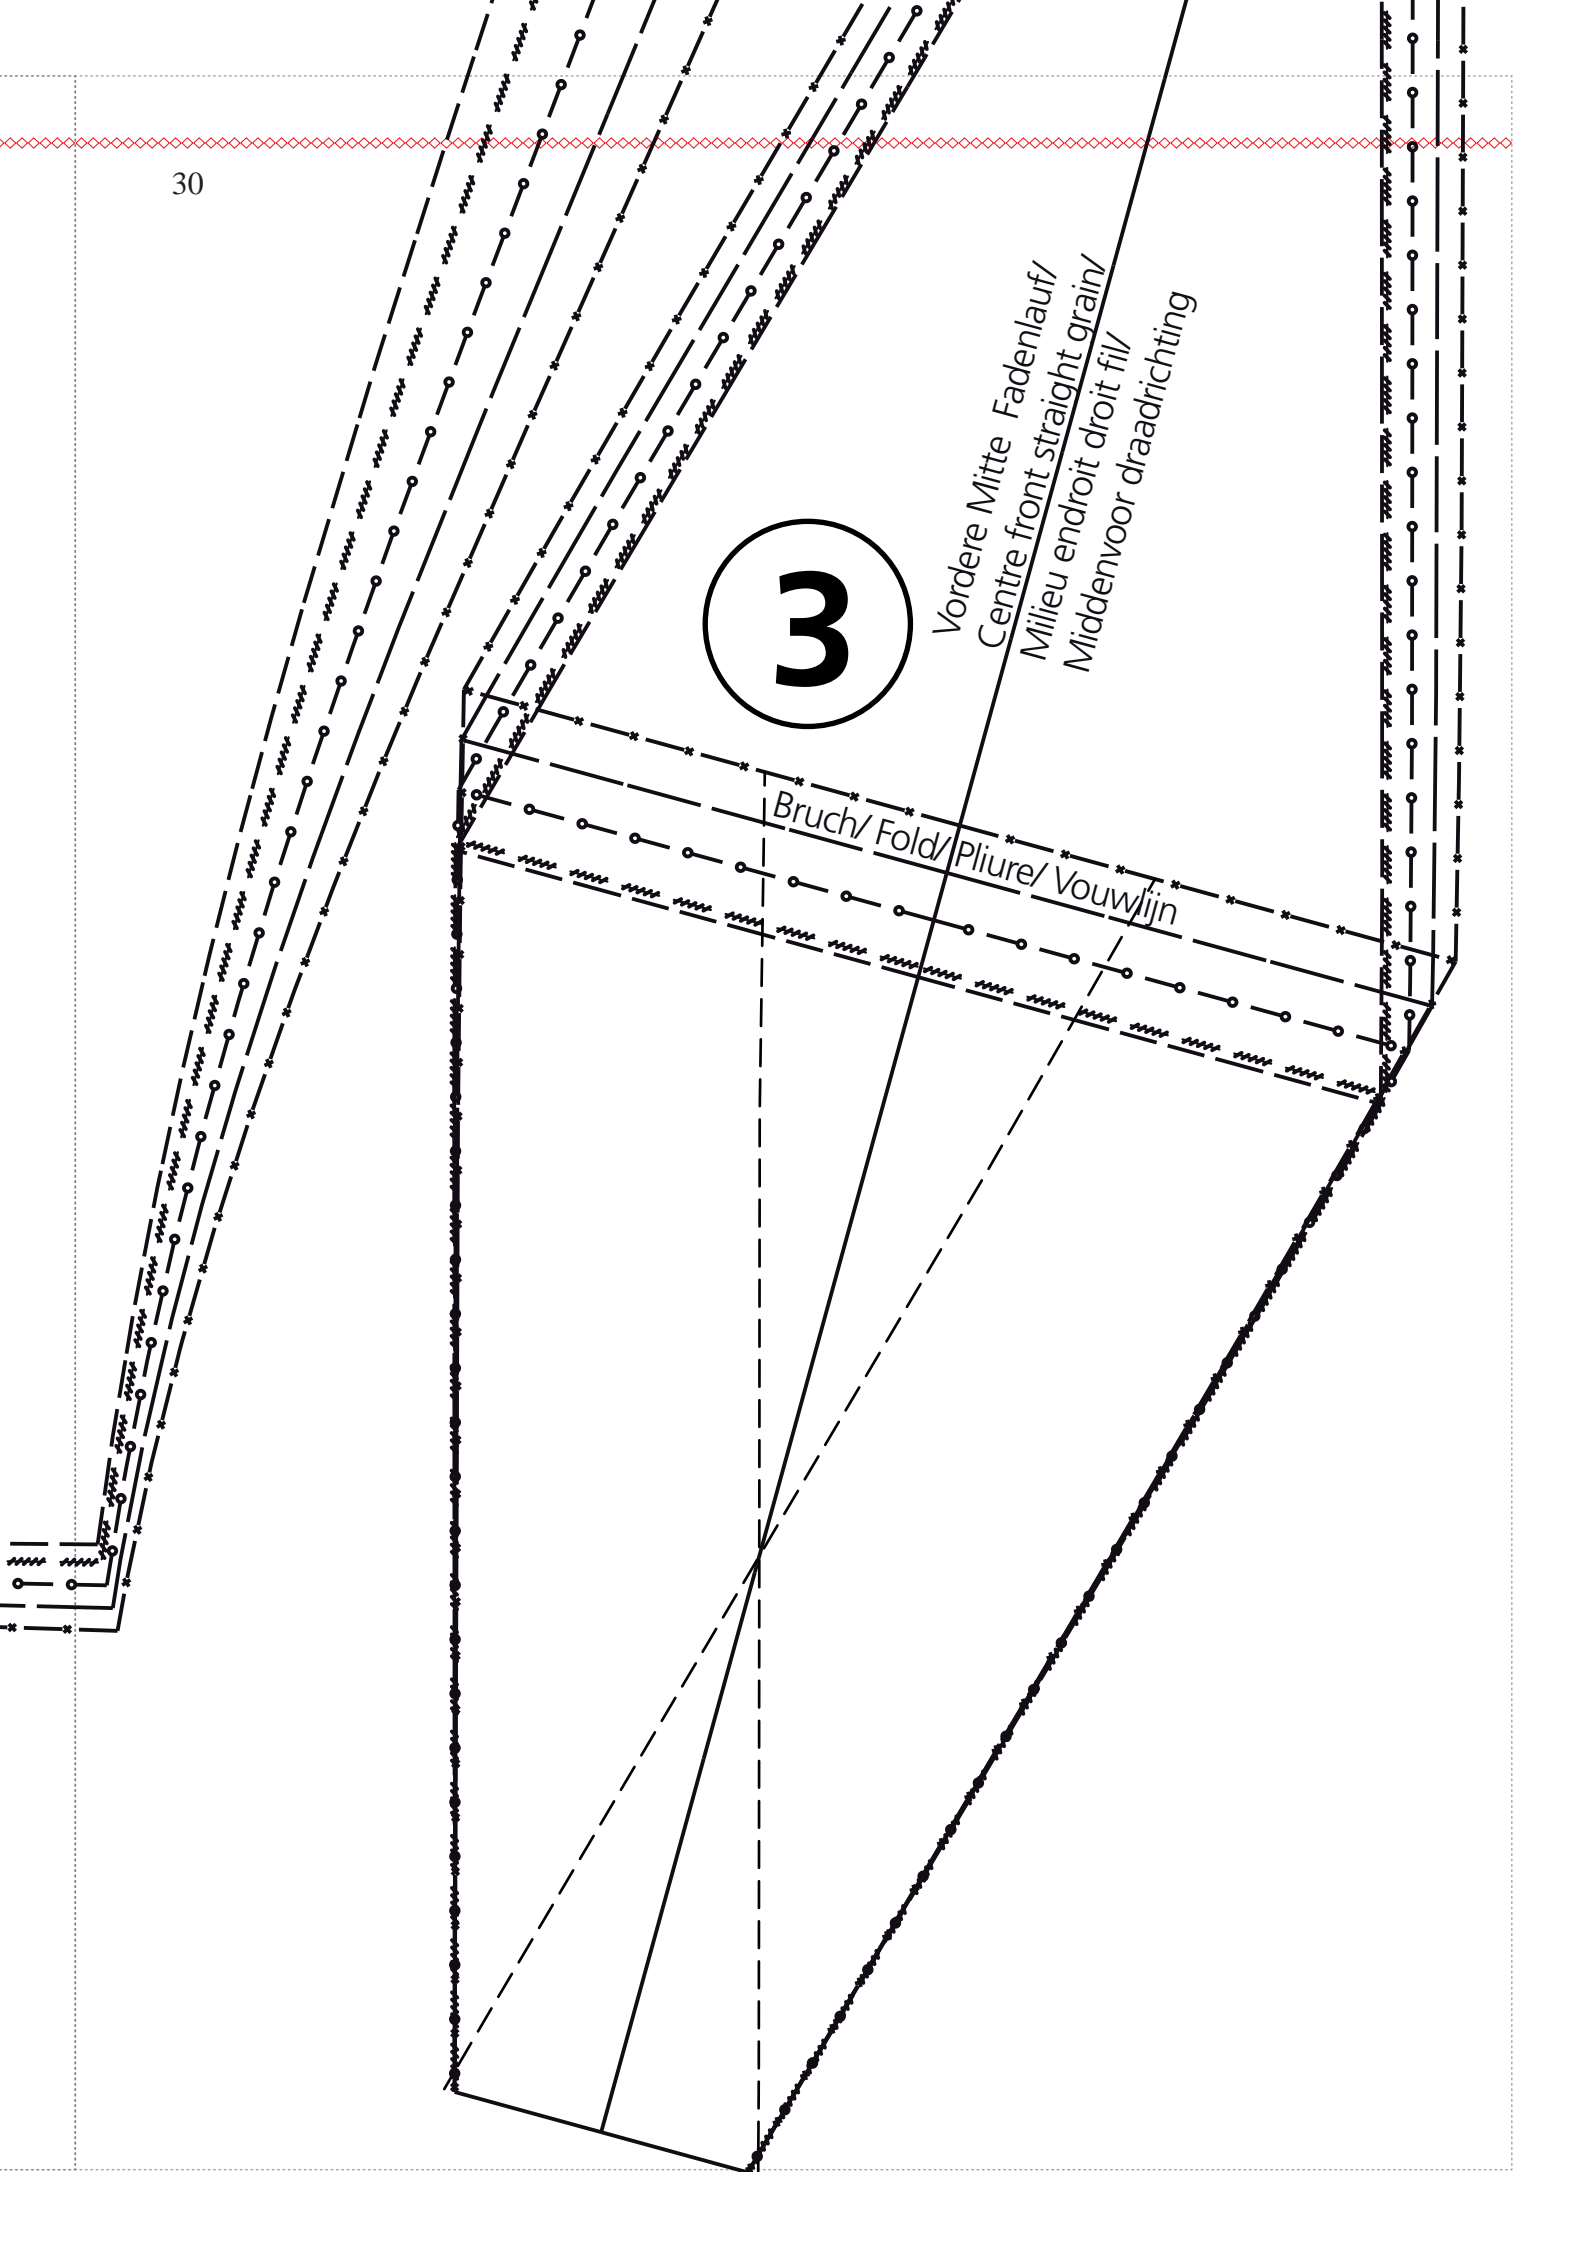 30
Vordere Mitte Fadenlauf/
Centre front straight grain/
Milieu endroit droit fil/
Middenvoor draadrichting
3
Bruch/ Fold/ Pliure/ Vouwlijn